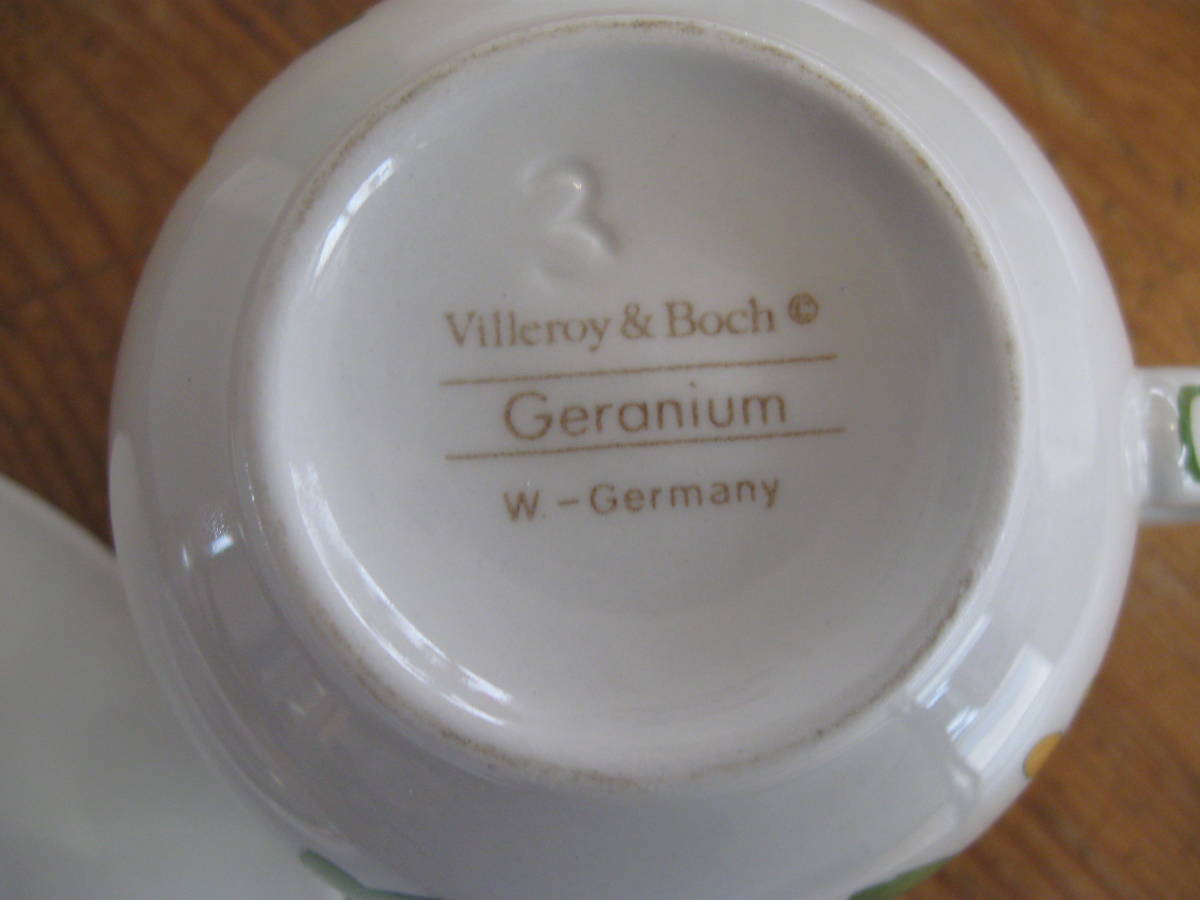 3
Villeroy & Boch ©
Geranium
W.-Germany